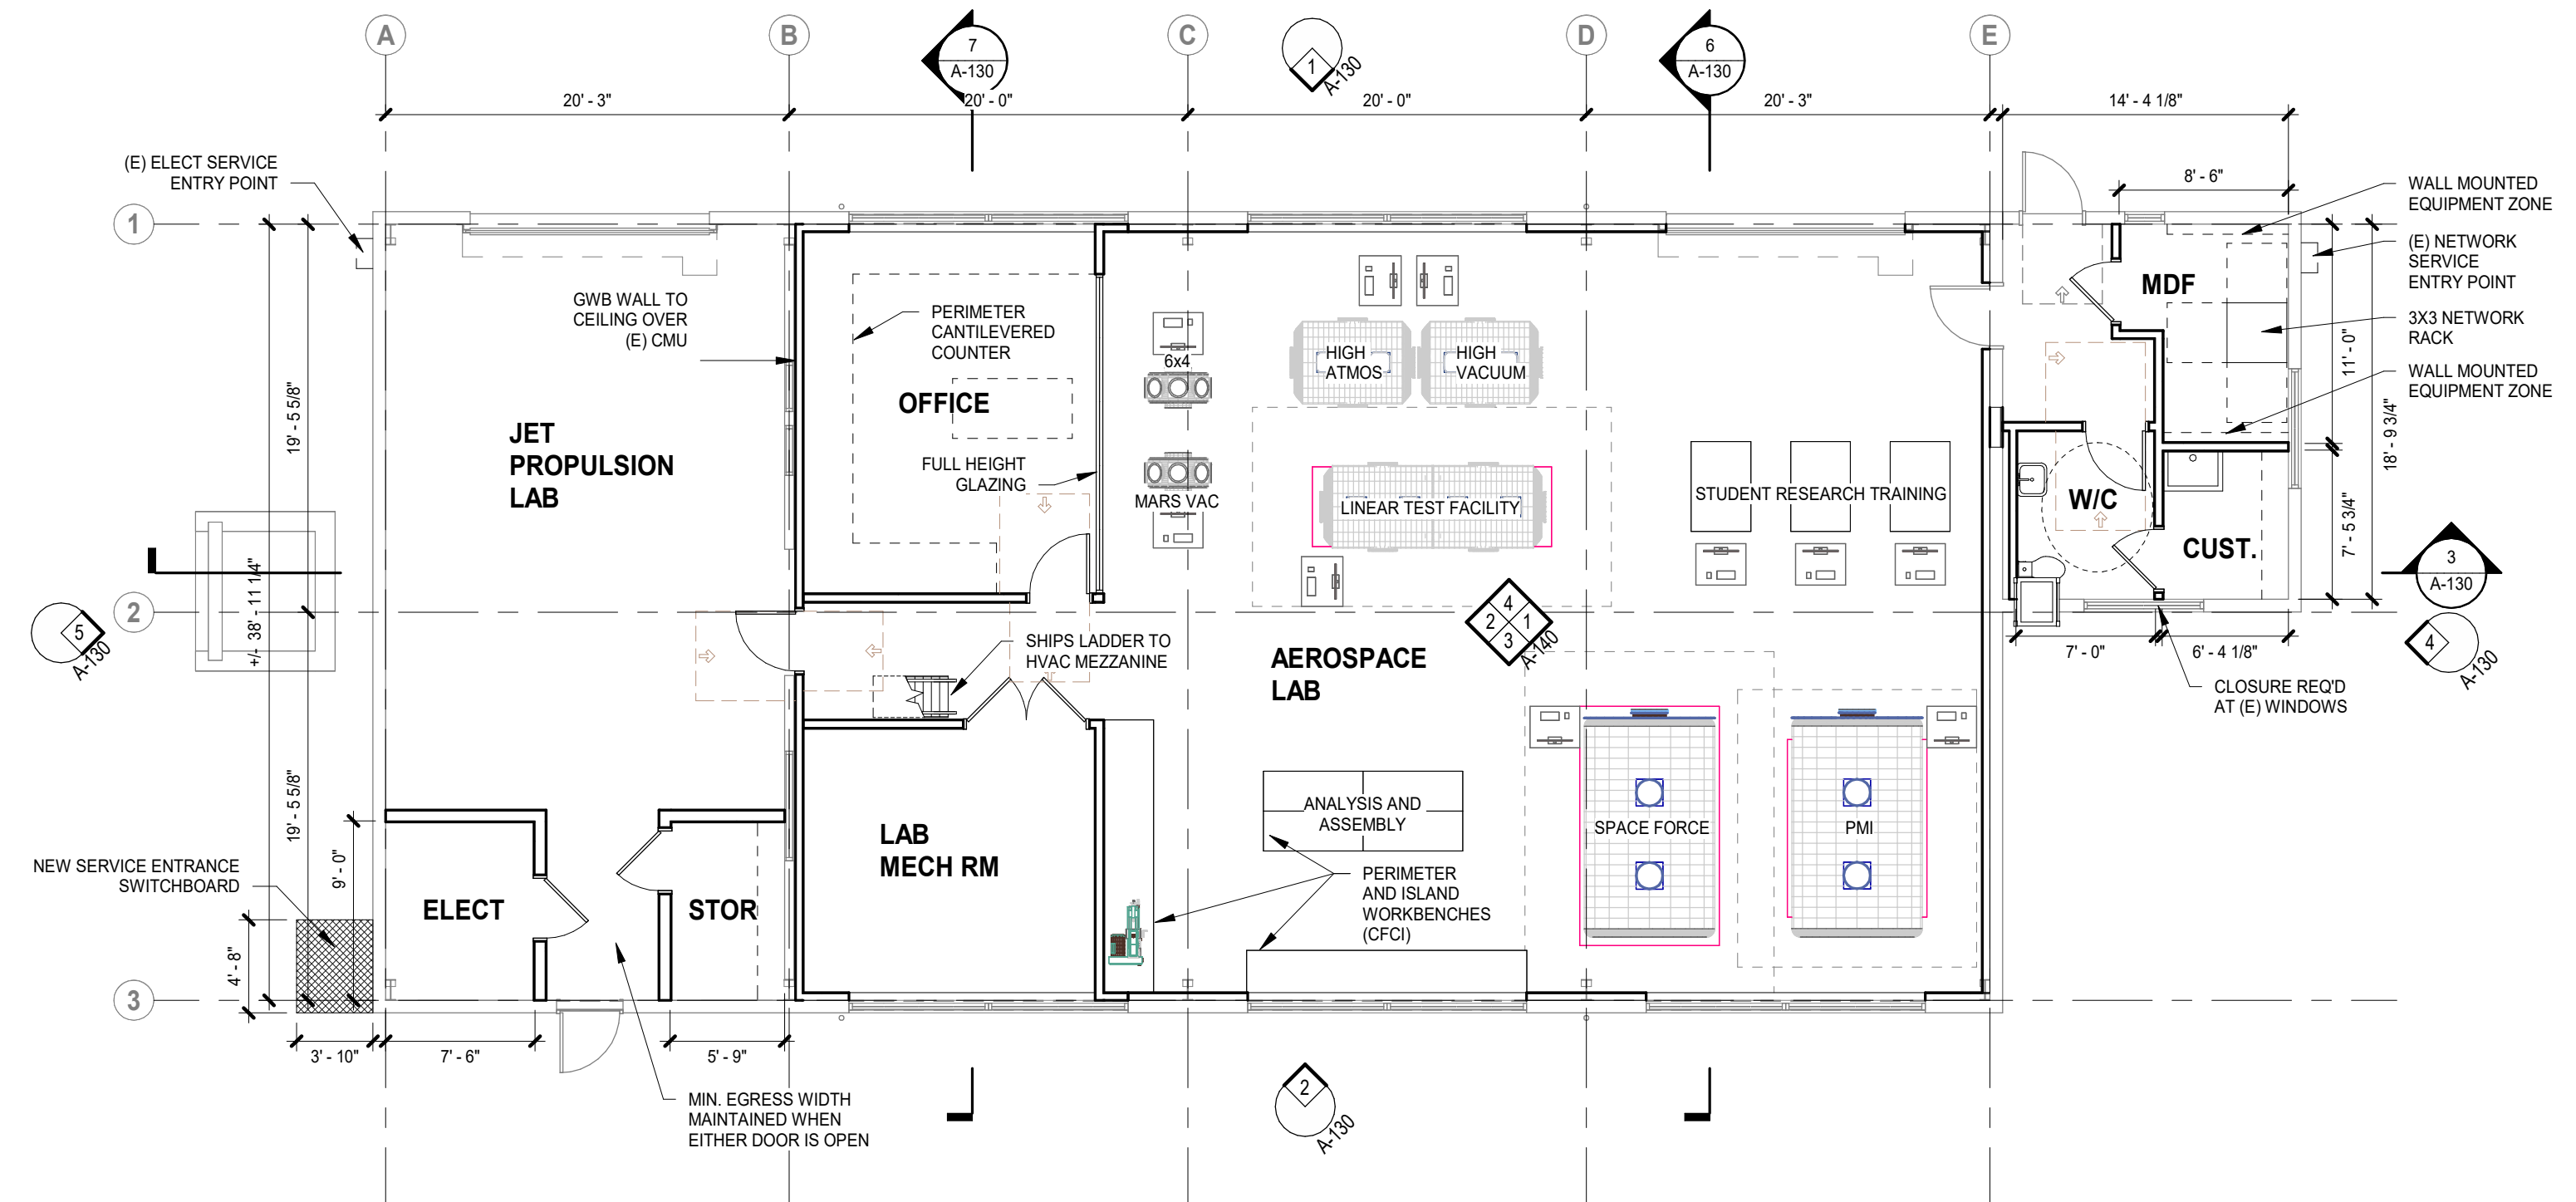 A
B
C
D
E
7
A-130
1
A-130
6
A-130
20' - 3"
20' - 0"
20' - 0"
20' - 3"
14' - 4 1/8"
(E) ELECT SERVICE
ENTRY POINT
8' - 6"
WALL MOUNTED
EQUIPMENT ZONE
1
(E) NETWORK
SERVICE
ENTRY POINT
MDF
GWB WALL TO
CEILING OVER
(E) CMU
PERIMETER
CANTILEVERED
COUNTER
3X3 NETWORK
RACK
6x4
HIGH
ATMOS
HIGH
VACUUM
11' - 0"
WALL MOUNTED
EQUIPMENT ZONE
OFFICE
19' - 5 5/8"
18' - 9 3/4"
JET
PROPULSION
LAB
FULL HEIGHT
GLAZING
MARS VAC
LINEAR TEST FACILITY
STUDENT RESEARCH TRAINING
W/C
7' - 5 3/4"
CUST.
3
A-130
+/- 38' - 11 1/4"
2
5
A-130
4
2
1
3
A-140
4
A-130
SHIPS LADDER TO
HVAC MEZZANINE
7' - 0"
6' - 4 1/8"
AEROSPACE
LAB
CLOSURE REQ'D
AT (E) WINDOWS
19' - 5 5/8"
ANALYSIS AND
ASSEMBLY
SPACE FORCE
PMI
LAB
MECH RM
NEW SERVICE ENTRANCE
SWITCHBOARD
9' - 0"
PERIMETER
AND ISLAND
WORKBENCHES
(CFCI)
ELECT
STOR
4' - 8"
3
3' - 10"
7' - 6"
5' - 9"
MIN. EGRESS WIDTH
MAINTAINED WHEN
EITHER DOOR IS OPEN
2
A-130